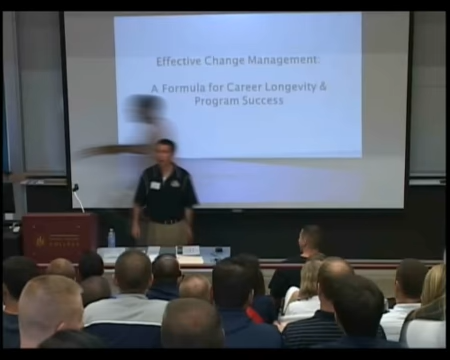 Effective Change Management:
A Formula for Career Longevity &
Program Success